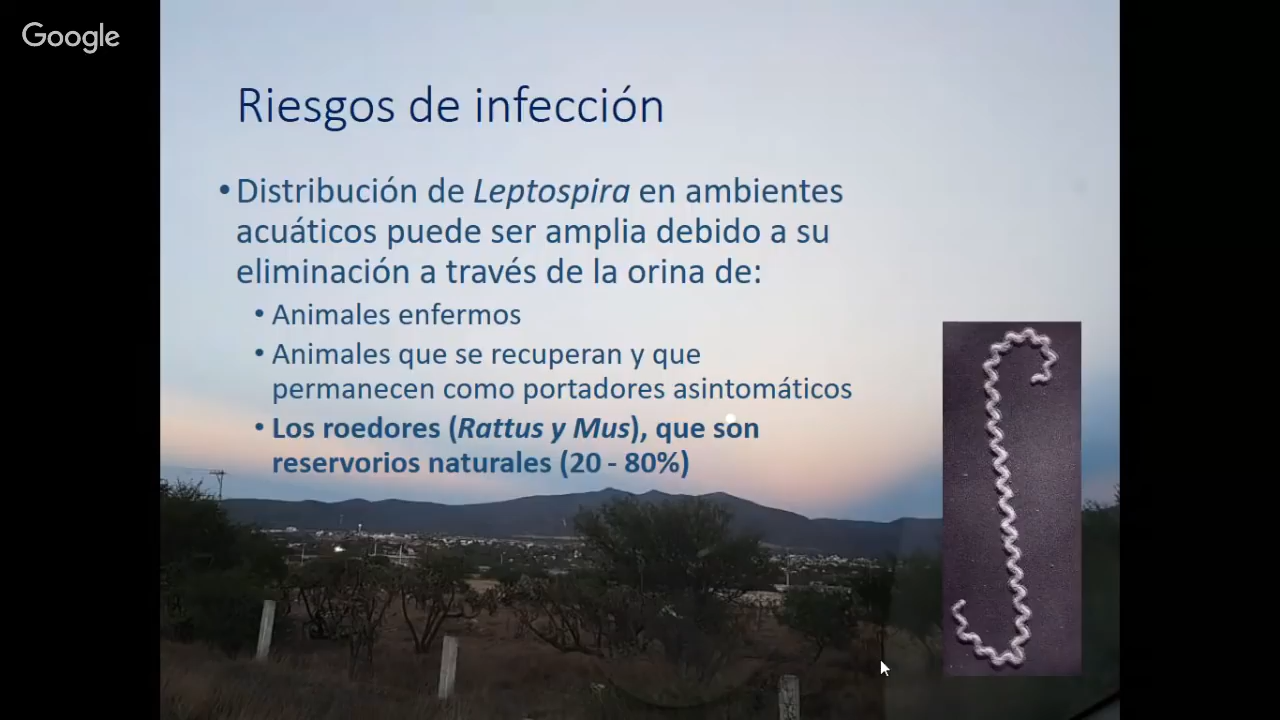 Google
Riesgos de infección
•Distribución de Leptospira en ambientes
acuáticos puede ser amplia debido a su
eliminación a través de la orina de:
• Animales enfermos
• Animales que se recuperan y que
permanecen como portadores asintomáticos
• Los roedores (Rattus y Mus), que son
reservorios naturales (20 - 80%)